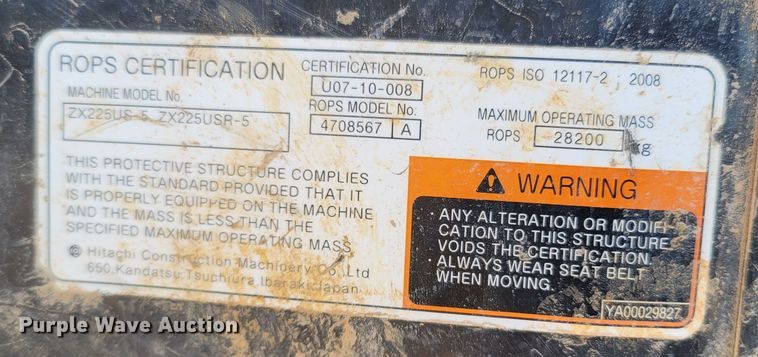 ROPS CERTIFICATION
MACHINE MODEL No.
ZX225US-5, ZX225USR-5
CERTIFICATION No.
U07-10-008
ROPS MODEL No.
4708567 A
ROPS ISO 12117-2 : 2008
MAXIMUM OPERATING MASS
ROPS 28200 kg
THIS PROTECTIVE STRUCTURE COMPLIES
WITH THE STANDARD PROVIDED THAT IT
IS PROPERLY EQUIPPED ON THE MACHINE
AND THE MASS IS LESS THAN THE
SPECIFIED MAXIMUM OPERATING MASS
Hitachi Construction Machinery Co., Ltd
650, Kandatsu, Tsuchiura, Ibaraki, Japan
WARNING
· ANY ALTERATION OR MODIFI-
CATION TO THIS STRUCTURE
VOIDS THE CERTIFICATION.
· ALWAYS WEAR SEAT BELT
WHEN MOVING.
YA00029827
Purple Wave Auction